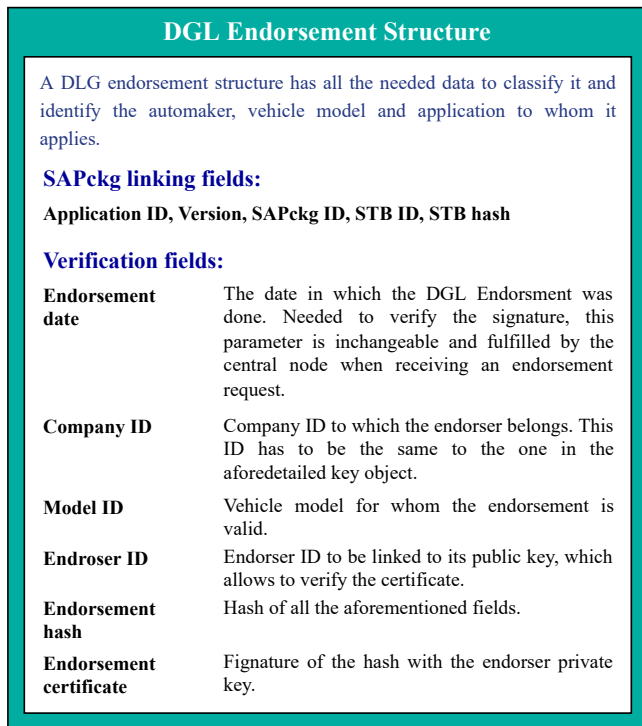 DGL Endorsement Structure
A DLG endorsement structure has all the needed data to classify it and
identify the automaker, vehicle model and application to whom it
applies.
SAPckg linking fields:
Application ID, Version, SAPckg ID, STB ID, STB hash
Verification fields:
Endorsement
date
The date in which the DGL Endorsment was
done. Needed to verify the signature, this
parameter is inchangeable and fulfilled by the
central node when receiving an endorsement
request.
Company ID
Company ID to which the endorser belongs. This
ID has to be the same to the one in the
aforedetailed key object.
Model ID
Vehicle model for whom the endorsement is
valid.
Endroser ID
Endorser ID to be linked to its public key, which
allows to verify the certificate.
Endorsement
hash
Hash of all the aforementioned fields.
Endorsement
certificate
Fignature of the hash with the endorser private
key.